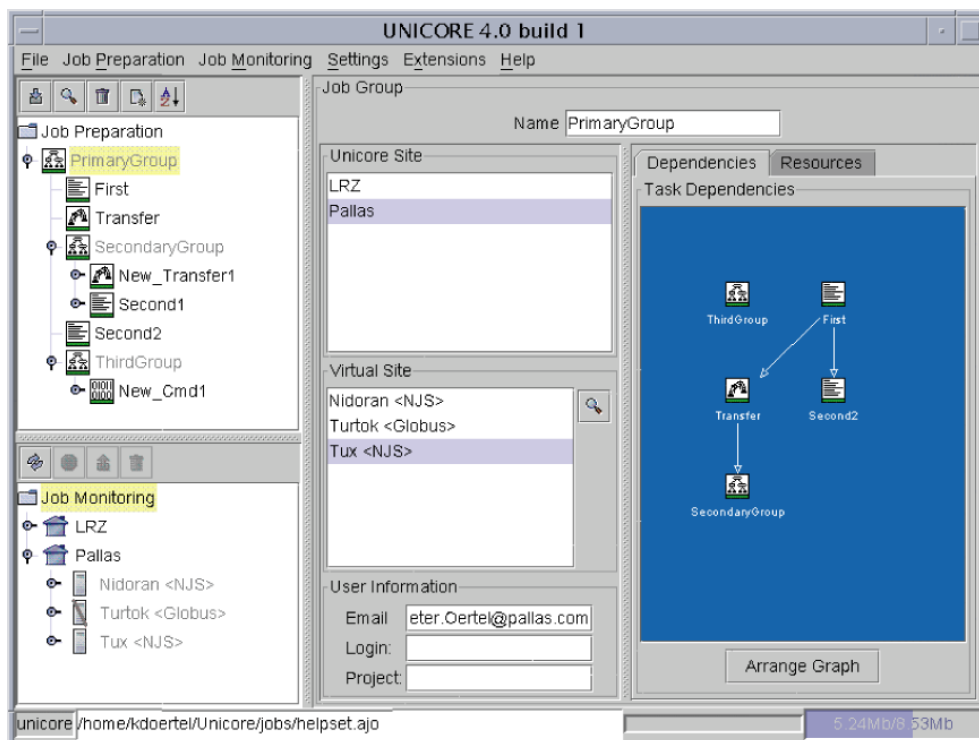 UNICORE 4.0 build 1
File Job Preparation Job Monitoring Settings Extensions Help
Job Preparation
PrimaryGroup
First
Transfer
SecondaryGroup
New_Transfer1
Second1
Second2
ThirdGroup
New_Cmd1
Job Monitoring
LRZ
Pallas
Nidoran <NJS>
Turtok <Globus>
Tux <NJS>
Job Group
Name PrimaryGroup
Unicore Site
LRZ
Pallas
Virtual Site
Nidoran <NJS>
Turtok <Globus>
Tux <NJS>
User Information
Email eter.Oertel@pallas.com
Login:
Project:
Dependencies Resources
Task Dependencies
ThirdGroup First
Transfer Second2
SecondaryGroup
Arrange Graph
unicore /home/kdoertel/Unicore/jobs/helpset.ajo
5.24Mb/8.53Mb